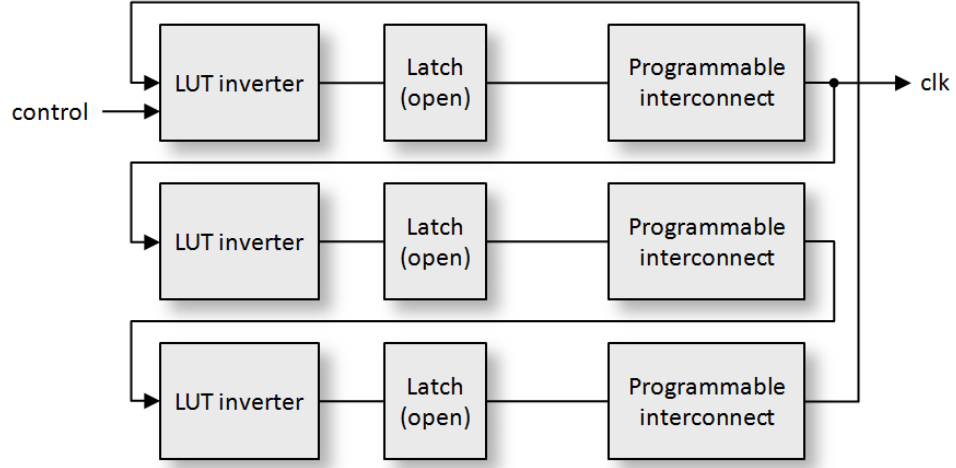 LUT inverter
Latch
(open)
Programmable
interconnect
clk
control
LUT inverter
Latch
(open)
Programmable
interconnect
LUT inverter
Latch
(open)
Programmable
interconnect